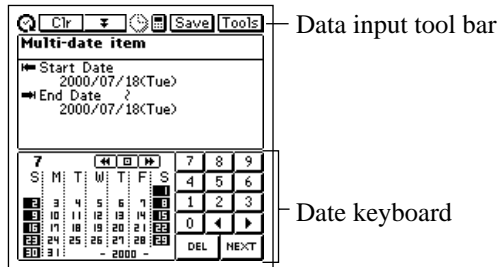 Clr Save Tools
Data input tool bar
Multi-date item
Start Date
2000/07/18(Tue)
End Date ~
2000/07/18(Tue)
7 7 8 9
S M T W T F S 4 5 6
1
2 3 4 5 6 7 8 1 2 3
Date keyboard
9 10 11 12 13 14 15 0
16 17 18 19 20 21 22
23 24 25 26 27 28 29 DEL NEXT
30 31 - 2000 -